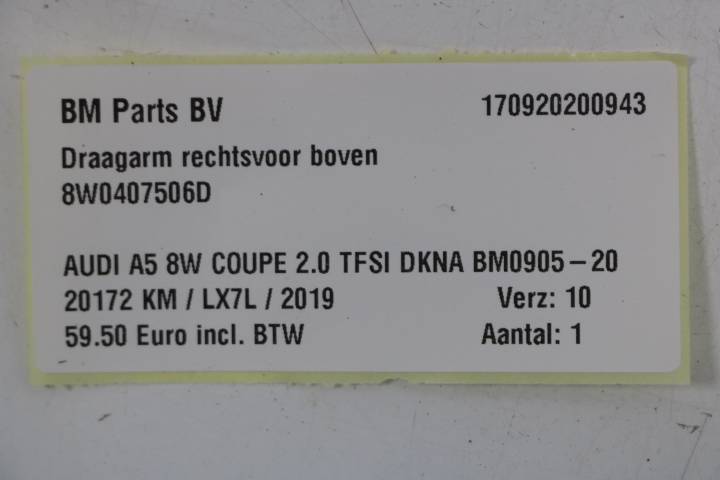 BM Parts BV 170920200943
Draagarm rechtsvoor boven
8W0407506D
AUDI A5 8W COUPE 2.0 TFSI DKNA BM0905-20
20172 KM / LX7L / 2019 Verz: 10
59.50 Euro incl. BTW Aantal: 1